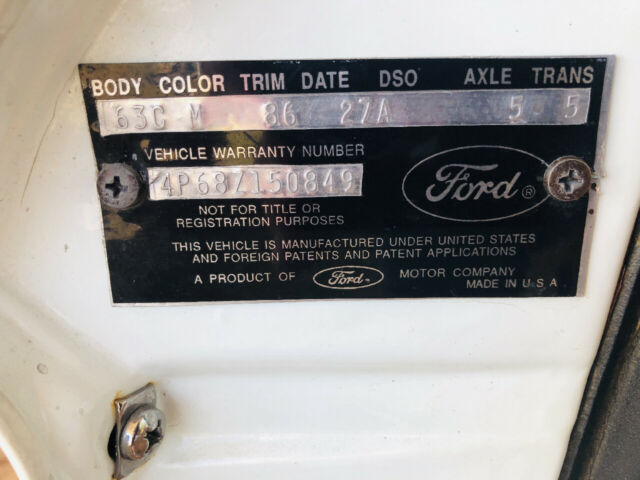 BODY COLOR TRIM DATE DSO AXLE TRANS
63C M 86 27A 5 5
VEHICLE WARRANTY NUMBER
4P68Z150849
Ford ®
NOT FOR TITLE OR
REGISTRATION PURPOSES
THIS VEHICLE IS MANUFACTURED UNDER UNITED STATES
AND FOREIGN PATENTS AND PATENT APPLICATIONS
A PRODUCT OF Ford MOTOR COMPANY
MADE IN U.S A